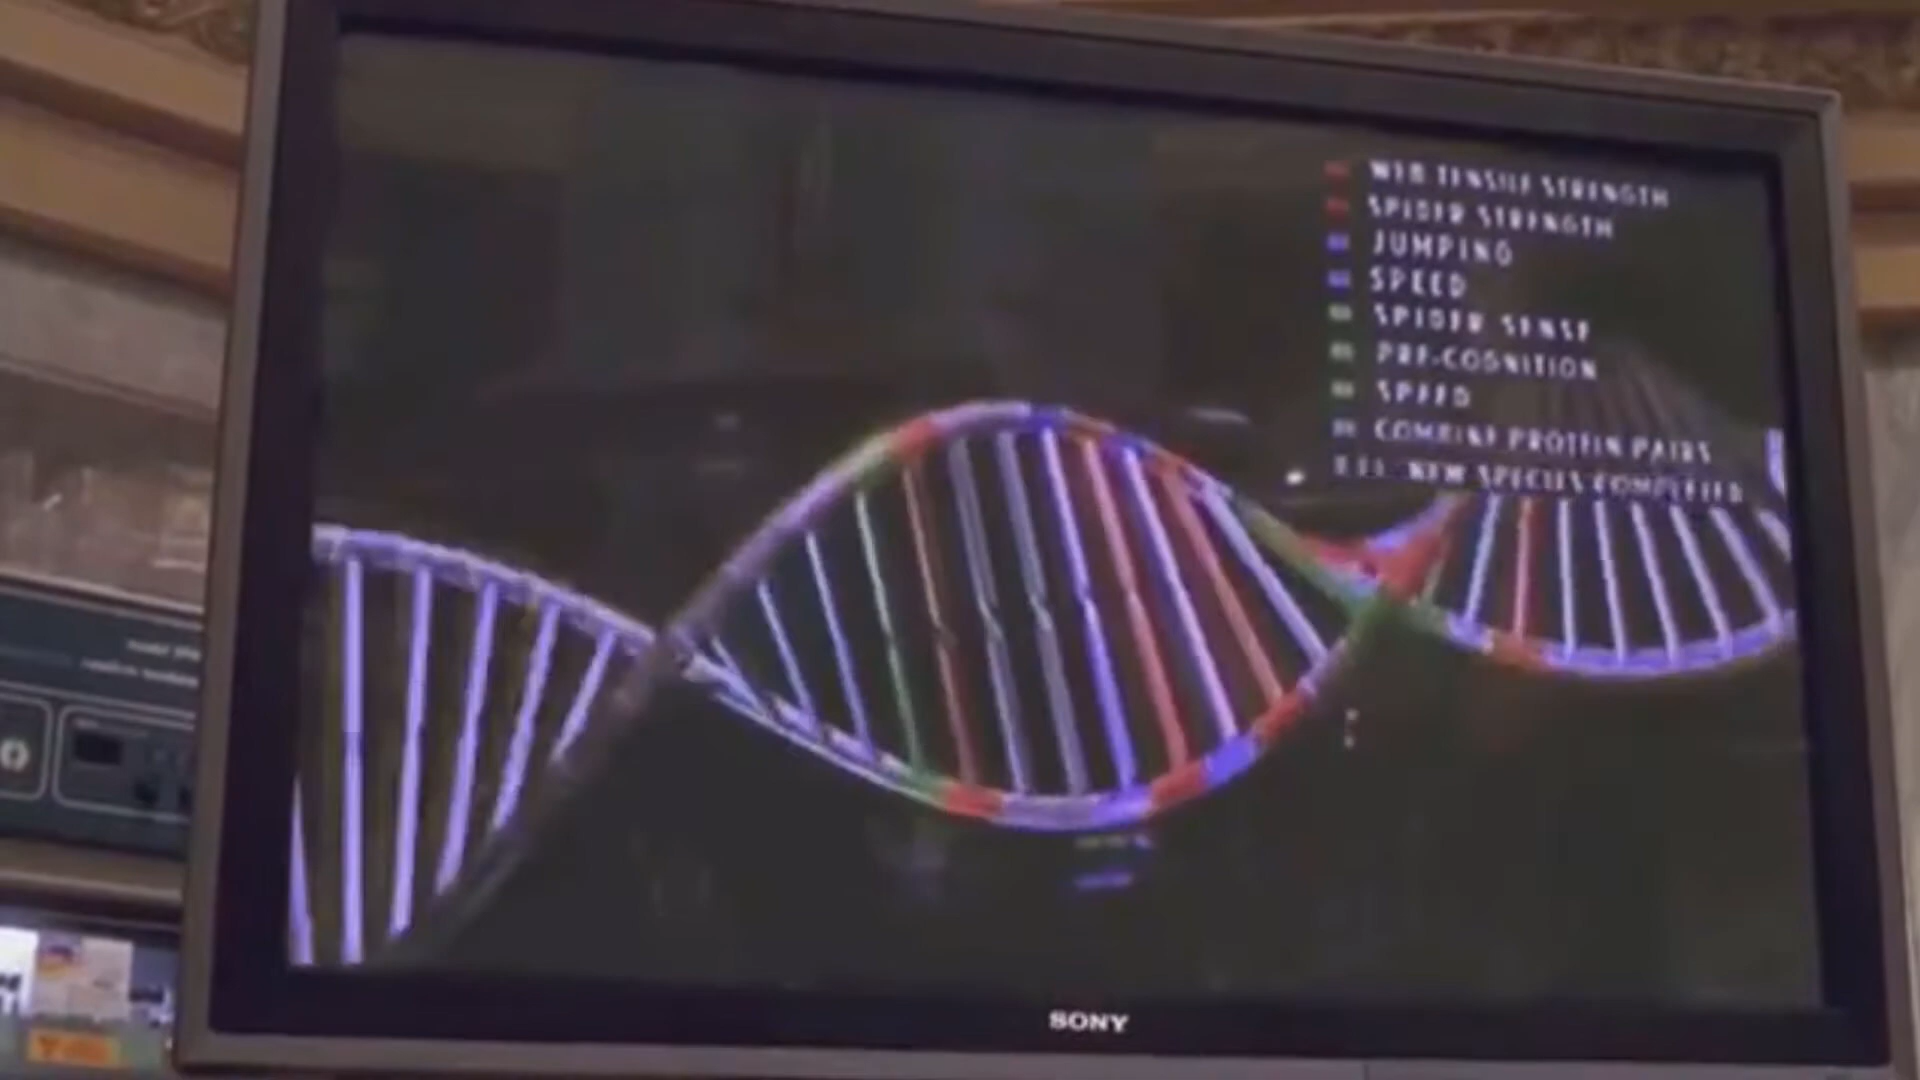 WEB TENSILE STRENGTH
SPIDER STRENGTH
JUMPING
SPEED
SPIDER SENSE
PRE-COGNITION
SPEED
COMBINE PROTEIN PAIRS
NEW SPECIES COMPLETED
SONY